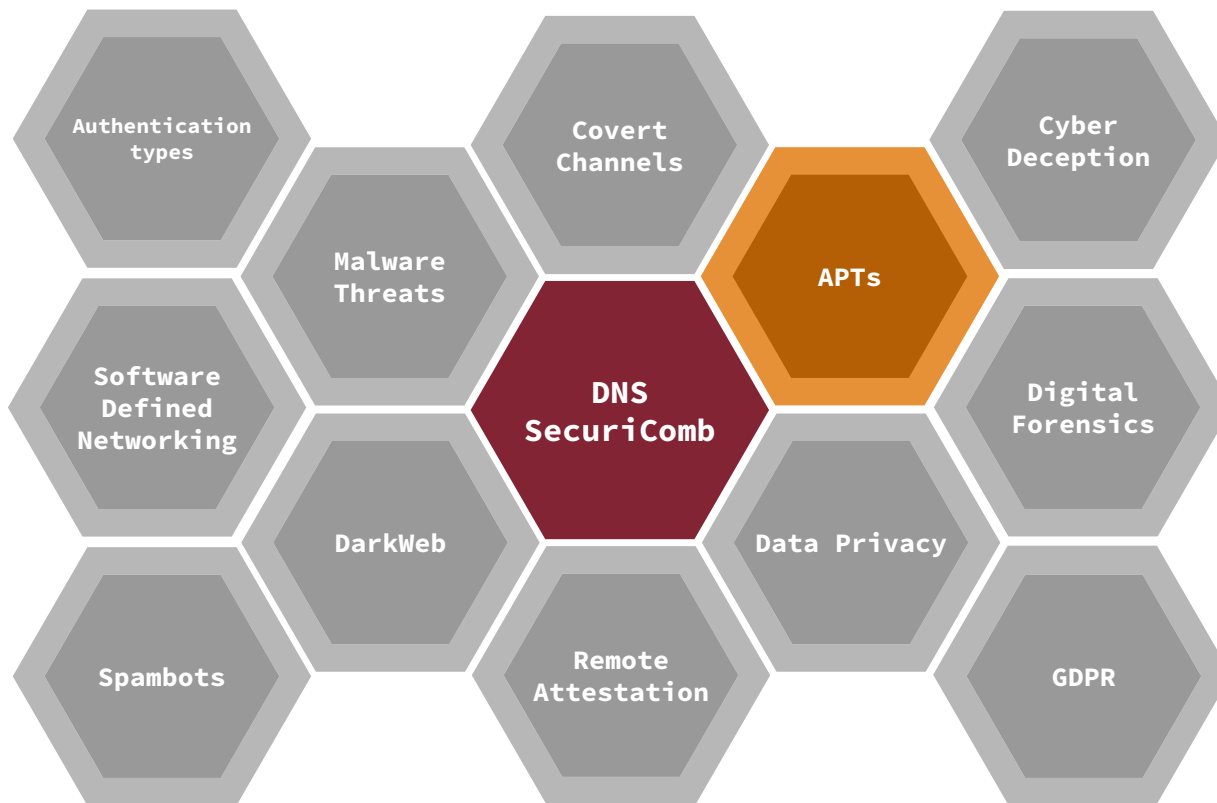 Authentication
types
Covert
Channels
Cyber
Deception
Malware
Threats
APTs
Software
Defined
Networking
DNS
SecuriComb
Digital
Forensics
DarkWeb
Data Privacy
Spambots
Remote
Attestation
GDPR